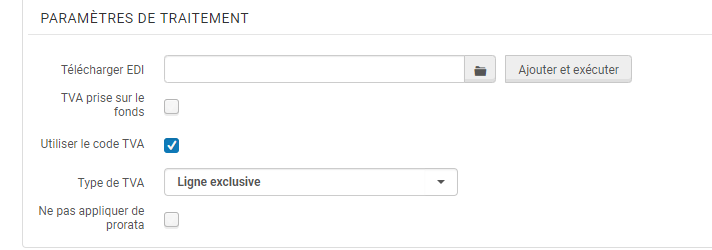 PARAMÈTRES DE TRAITEMENT
Télécharger EDI
Ajouter et exécuter
TVA prise sur le
fonds
Utiliser le code TVA
Type de TVA
Ligne exclusive
Ne pas appliquer de
prorata